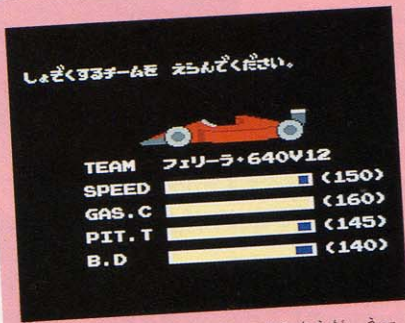 しょぞくするチームを えらんでください。
TEAM フェリーラ・640V12
SPEED (150)
GAS.C (160)
PIT.T (145)
B.D (140)